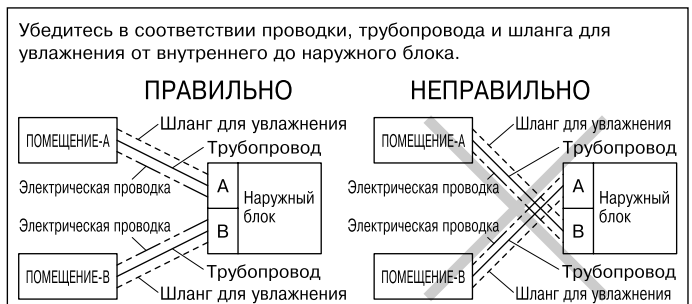 Убедитесь в соответствии проводки, трубопровода и шланга для
увлажнения от внутреннего до наружного блока.
ПРАВИЛЬНО
ПОМЕЩЕНИЕ-A
Шланг для увлажнения
Трубопровод
Электрическая проводка
A
B
Наружный
блок
Электрическая проводка
ПОМЕЩЕНИЕ-B
Трубопровод
Шланг для увлажнения
НЕПРАВИЛЬНО
ПОМЕЩЕНИЕ-A
Шланг для увлажнения
Трубопровод
Электрическая проводка
A
B
Наружный
блок
Электрическая проводка
ПОМЕЩЕНИЕ-B
Трубопровод
Шланг для увлажнения